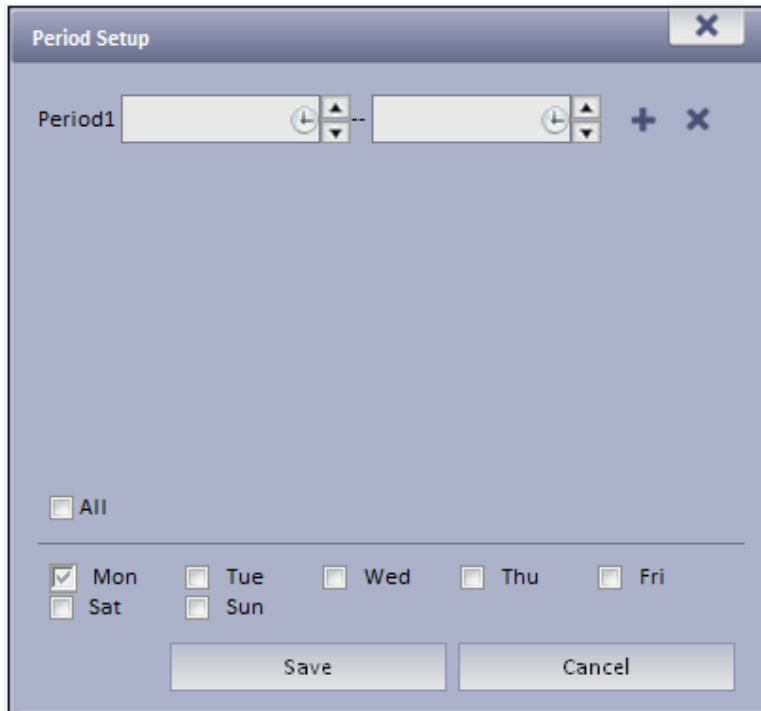 Period Setup
Period1 --
All
Mon Tue Wed Thu Fri
Sat Sun
Save Cancel